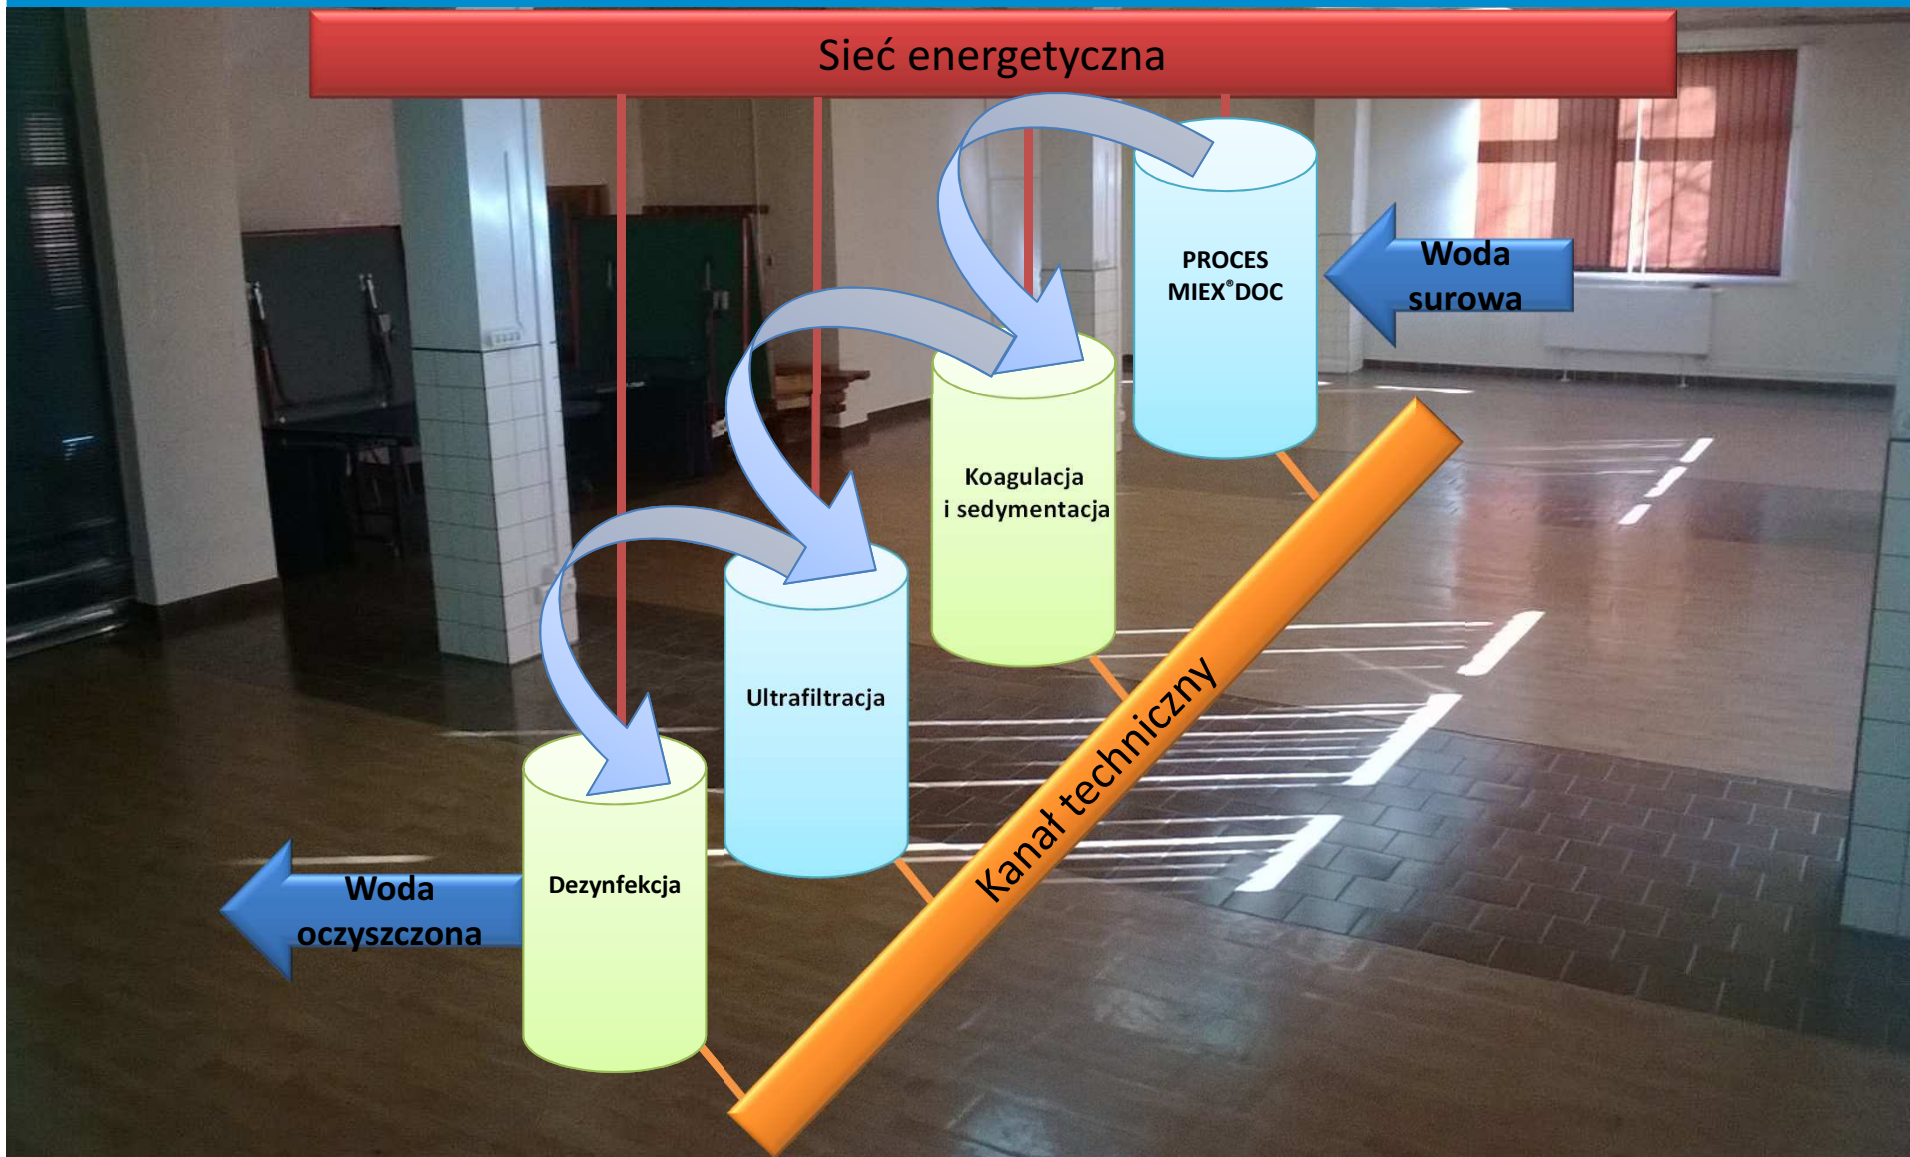 Sieć energetyczna
PROCES
MIEX®DOC
Woda
surowa
Koagulacja
i sedymentacja
Ultrafiltracja
Kanał techniczny
Dezynfekcja
Woda
oczyszczona